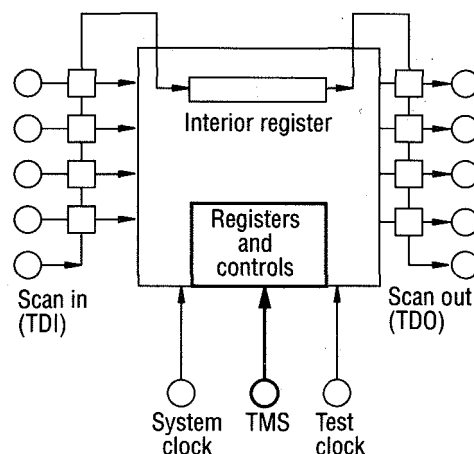 Interior register
Registers
and
controls
Scan in
(TDI)
Scan out
(TDO)
System
clock
TMS
Test
clock